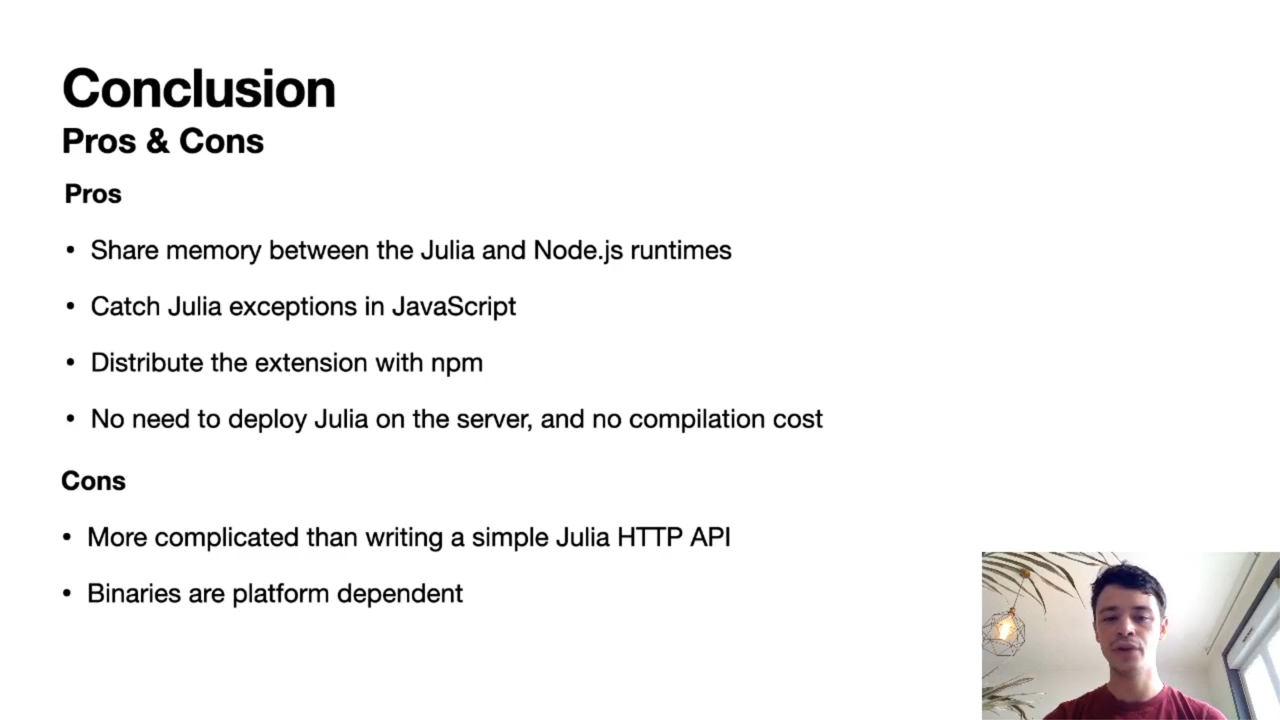 Conclusion
Pros & Cons
Pros
• Share memory between the Julia and Node.js runtimes
• Catch Julia exceptions in JavaScript
• Distribute the extension with npm
• No need to deploy Julia on the server, and no compilation cost
Cons
• More complicated than writing a simple Julia HTTP API
• Binaries are platform dependent